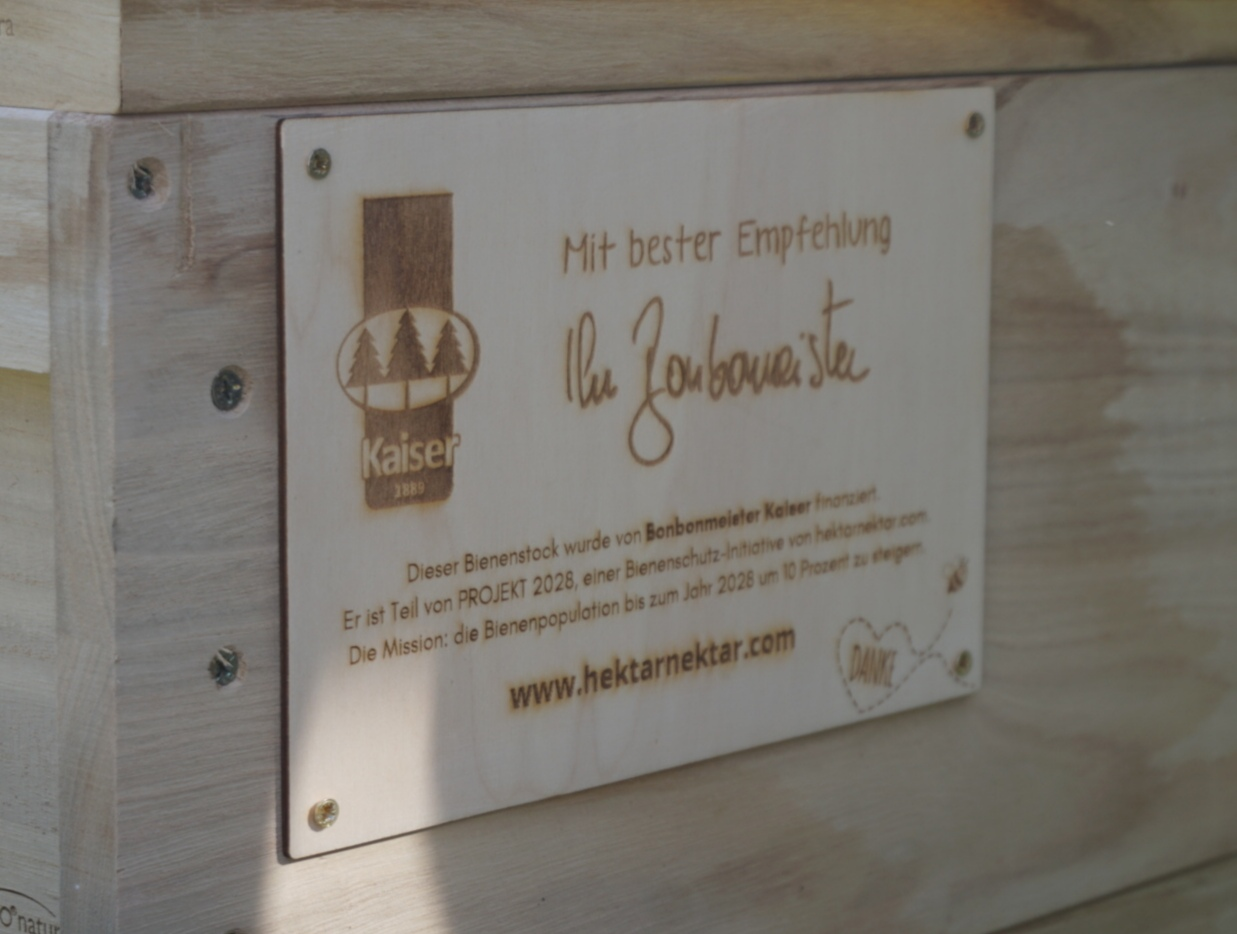 ra
Mit bester Empfehlung
Ihr Bonbonmeister
Kaiser
1889
Dieser Bienenstock wurde von Bonbonmeister Kaiser finanziert.
Er ist Teil von PROJEKT 2028, einer Bienenschutz-Initiative von hektarnektar.com.
Die Mission: die Bienenpopulation bis zum Jahr 2028 um 10 Prozent zu steigern.
www.hektarnektar.com
DANKE
O°natur